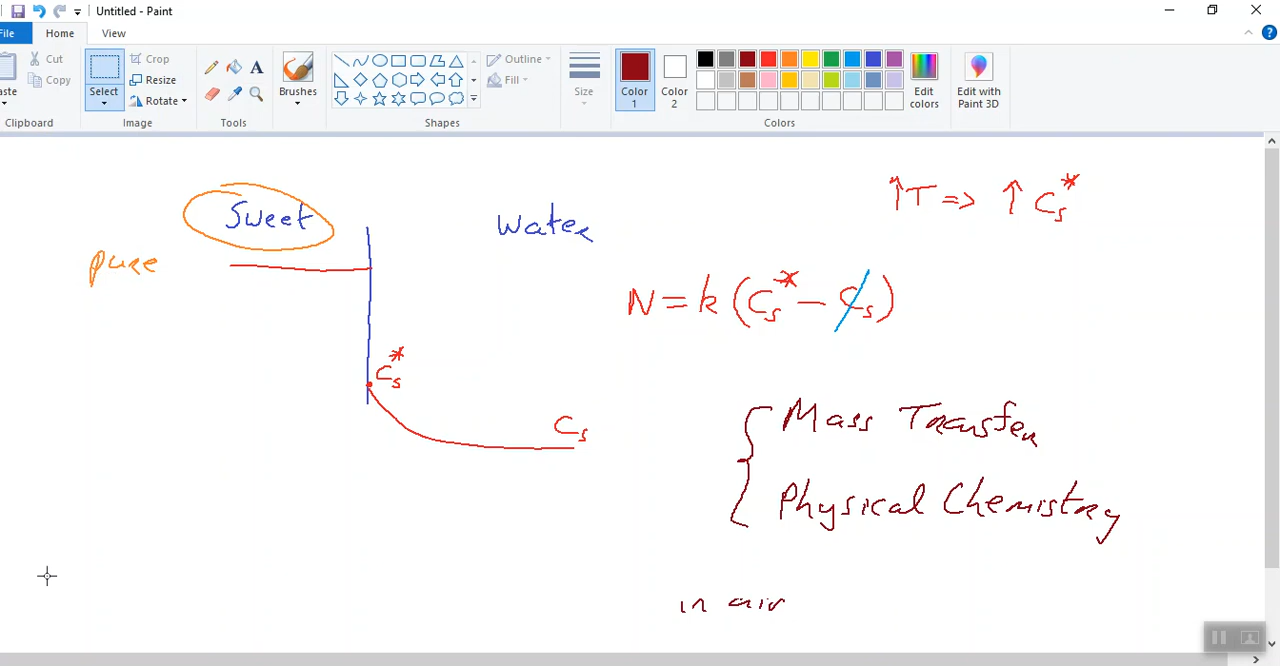 Untitled - Paint
File Home View
Paste Cut Copy Clipboard
Select Crop Resize Rotate Image
Tools
Brushes
Outline Fill Shapes
Size
Color 1 Color 2 Edit colors Colors
Edit with Paint 3D
↑T => ↑ Cs*
Sweet Water
pure
N = k (Cs* - Cs)
Cs*
Cs
Mass Transfer
Physical Chemistry
in air